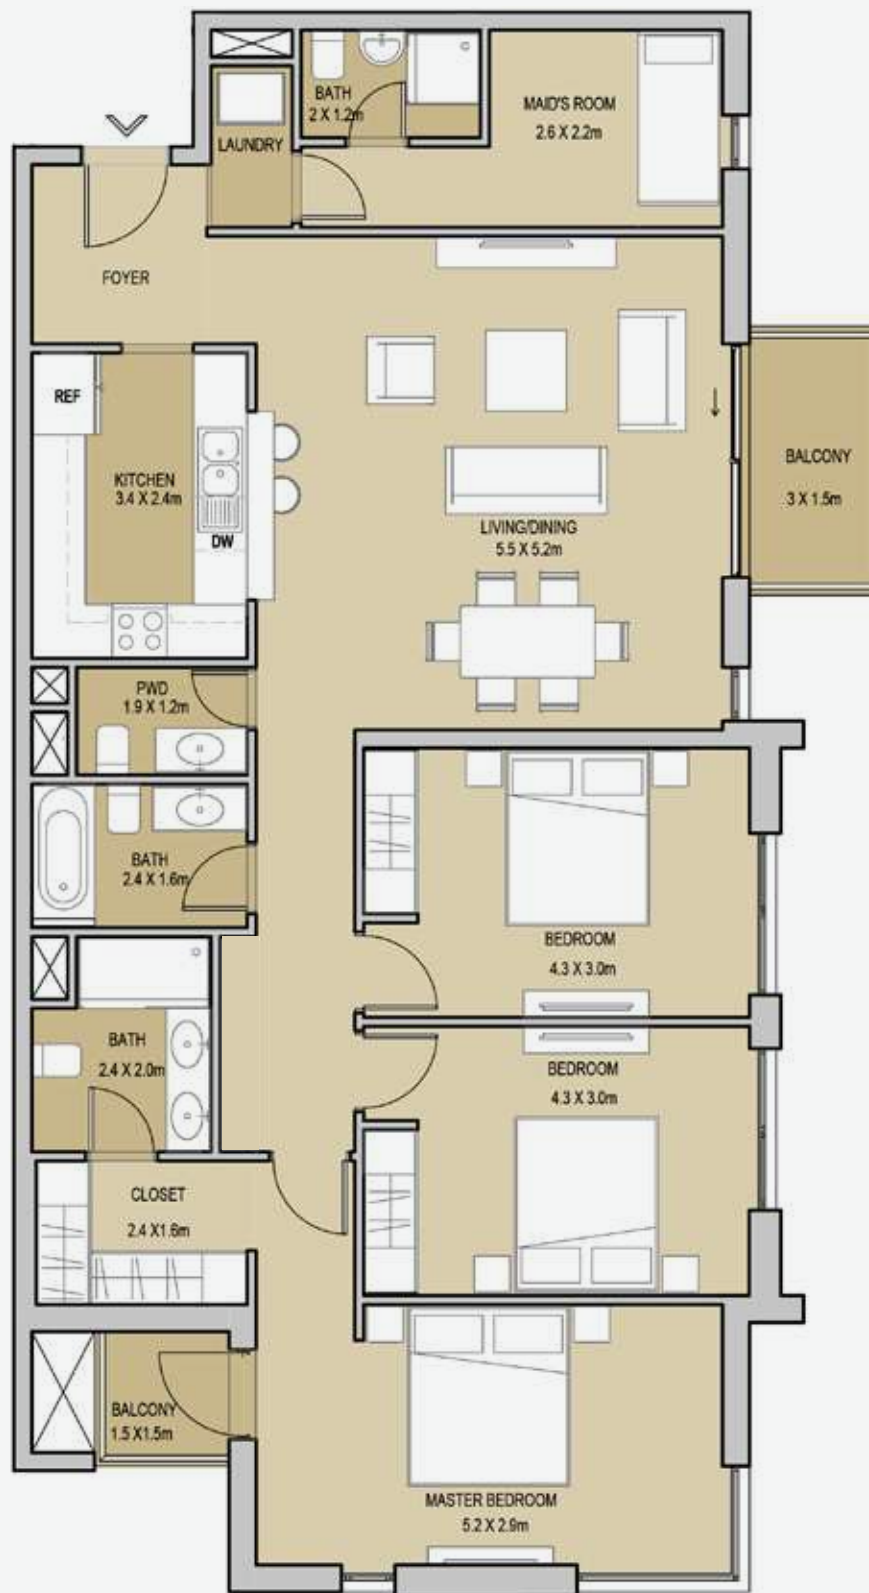 BATH
2 X 1.2m
MAID'S ROOM
2.6 X 2.2m
LAUNDRY
FOYER
REF
KITCHEN
3.4 X 2.4m
DW
LIVING/DINING
5.5 X 5.2m
BALCONY
3 X 1.5m
PWD
1.9 X 1.2m
BATH
2.4 X 1.6m
BEDROOM
4.3 X 3.0m
BATH
2.4 X 2.0m
BEDROOM
4.3 X 3.0m
CLOSET
2.4 X1.6m
BALCONY
1.5 X1.5m
MASTER BEDROOM
5.2 X 2.9m